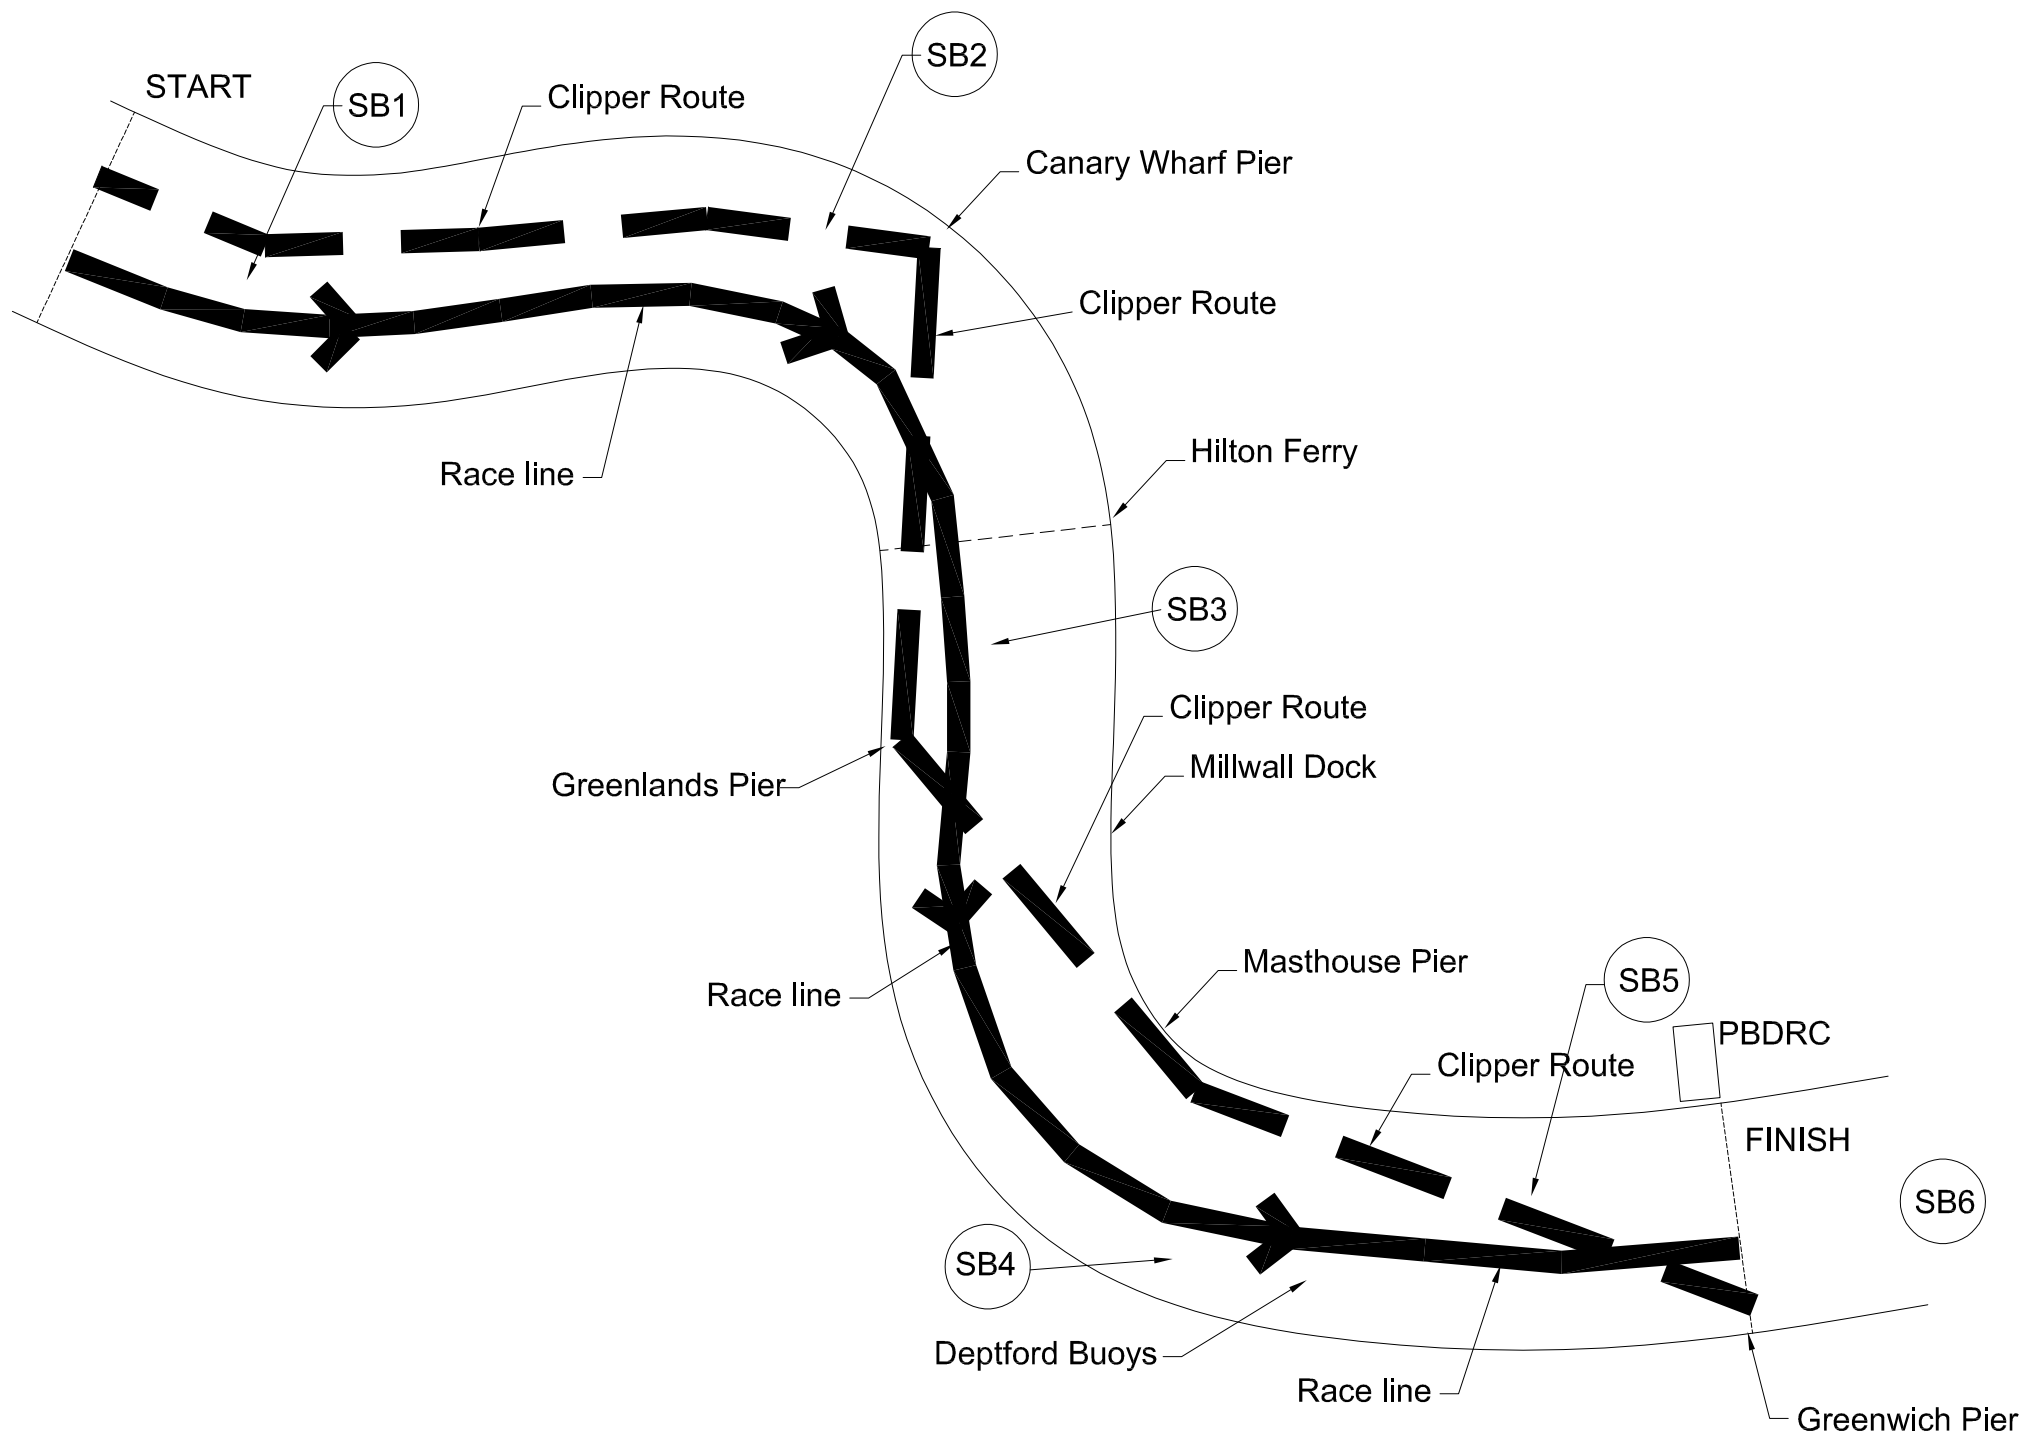 SB2
START
Clipper Route
SB1
Canary Wharf Pier
Clipper Route
Hilton Ferry
Race line
SB3
Clipper Route
Millwall Dock
Greenlands Pier
Masthouse Pier
SB5
Race line
PBDRC
Clipper Route
FINISH
SB6
SB4
Deptford Buoys
Race line
Greenwich Pier